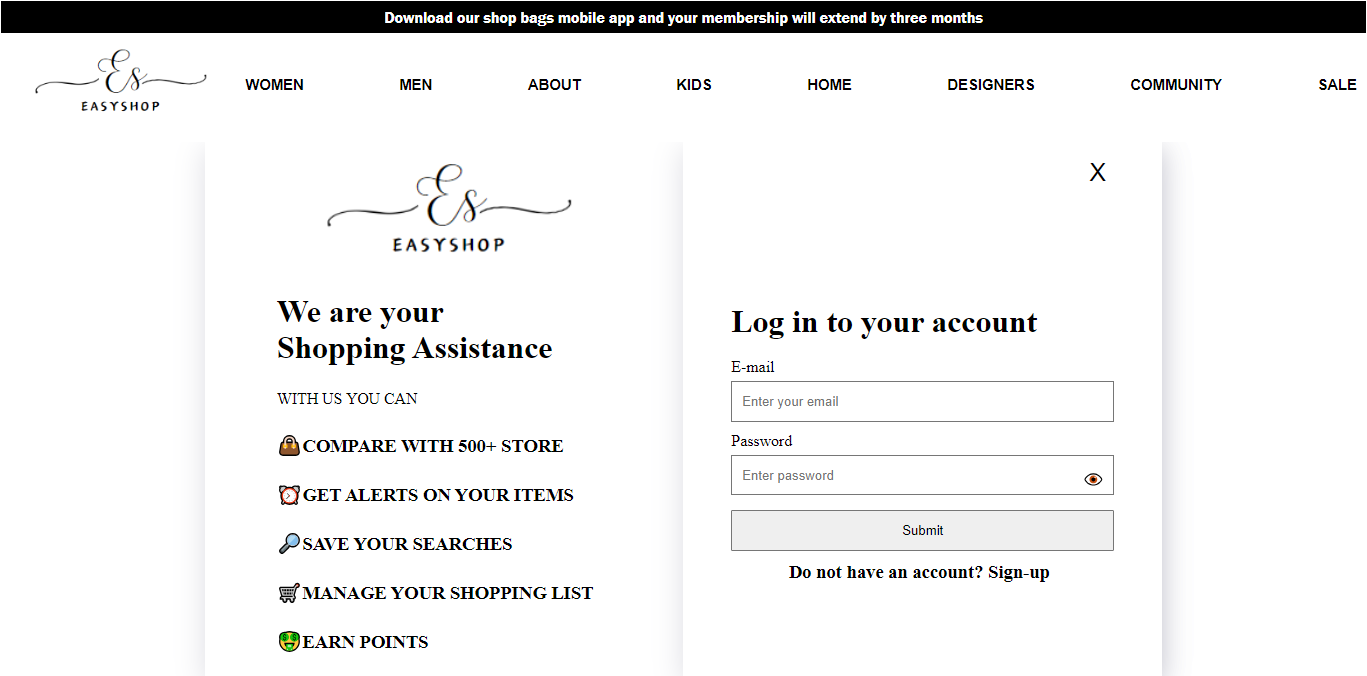 Download our shop bags mobile app and your membership will extend by three months
Es
EASYSHOP
WOMEN MEN ABOUT KIDS HOME DESIGNERS COMMUNITY SALE
Es
EASYSHOP
We are your
Shopping Assistance
WITH US YOU CAN
COMPARE WITH 500+ STORE
GET ALERTS ON YOUR ITEMS
SAVE YOUR SEARCHES
MANAGE YOUR SHOPPING LIST
EARN POINTS
X
Log in to your account
E-mail
Enter your email
Password
Enter password
Submit
Do not have an account? Sign-up